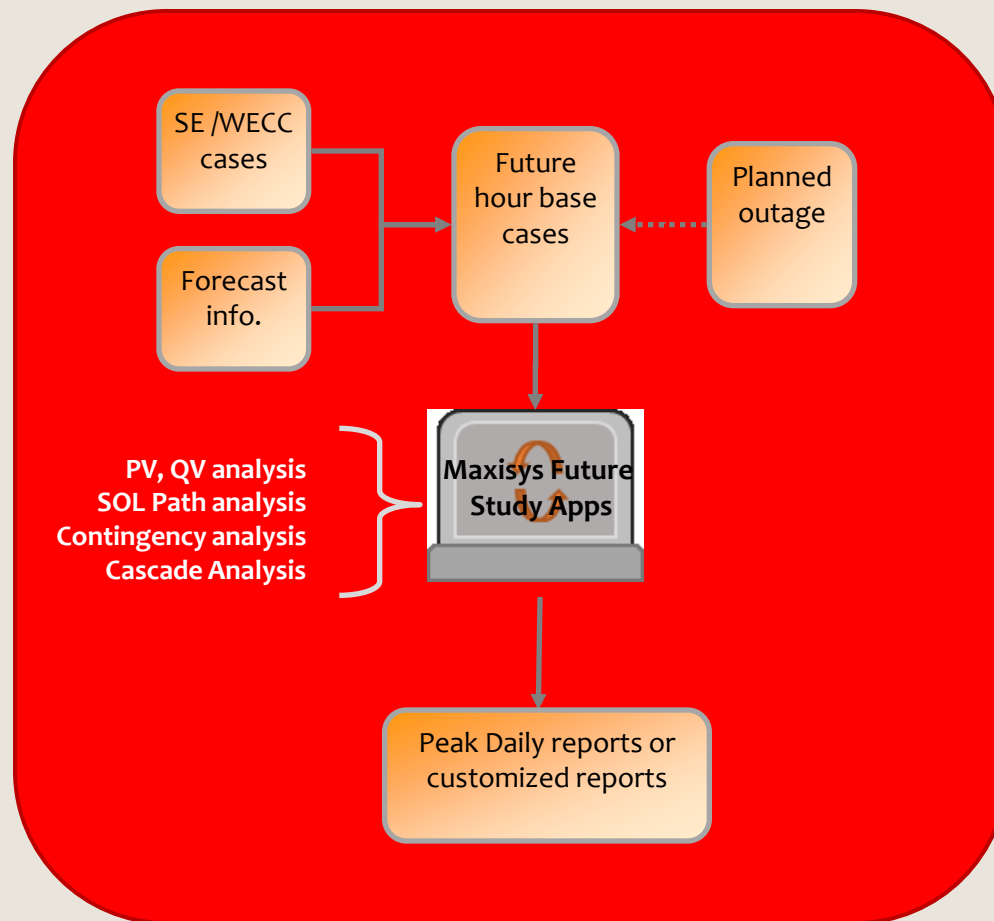 SE /WECC
cases
Future
hour base
cases
Planned
outage
Forecast
info.
PV, QV analysis
SOL Path analysis
Contingency analysis
Cascade Analysis
Maxisys Future
Study Apps
Peak Daily reports or
customized reports